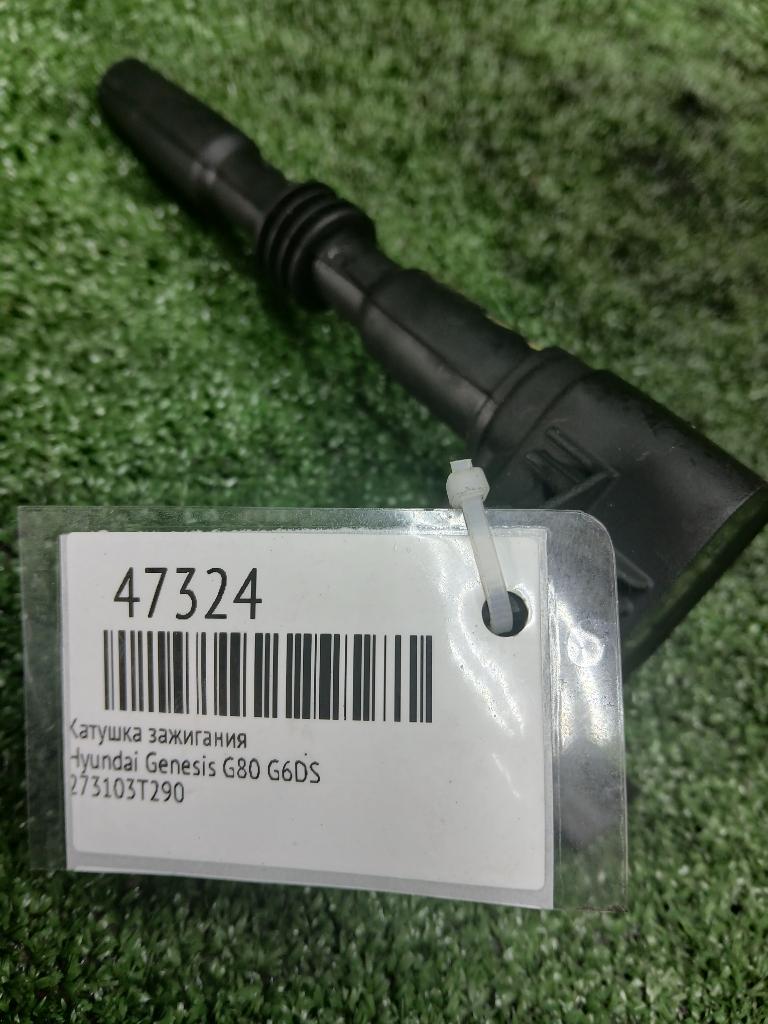 47324
Катушка зажигания
Hyundai Genesis G80 G6DS
273103T290